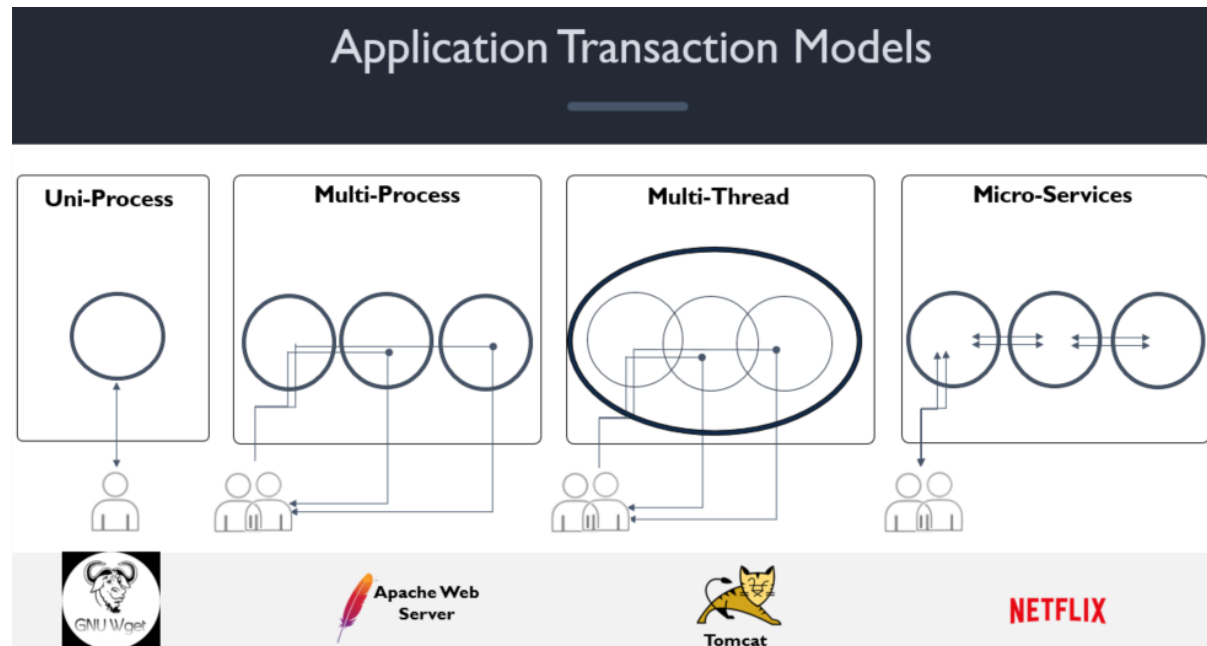 Application Transaction Models
Uni-Process
Multi-Process
Multi-Thread
Micro-Services
GNU Wget
Apache Web
Server
Tomcat
NETFLIX